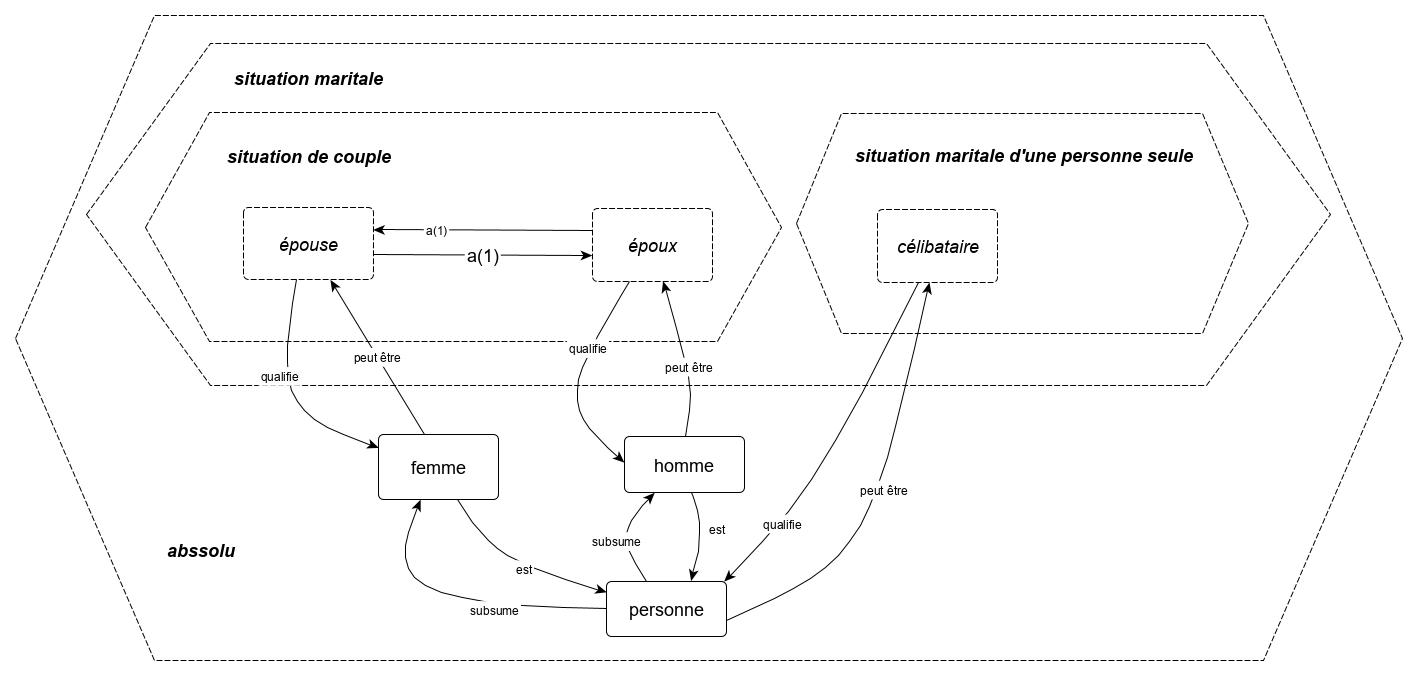 situation maritale
situation de couple
situation maritale d'une personne seule
épouse
a(1)
a(1)
époux
célibataire
qualifie
peut être
qualifie
peut être
femme
homme
peut être
qualifie
est
subsume
abssolu
est
subsume
personne